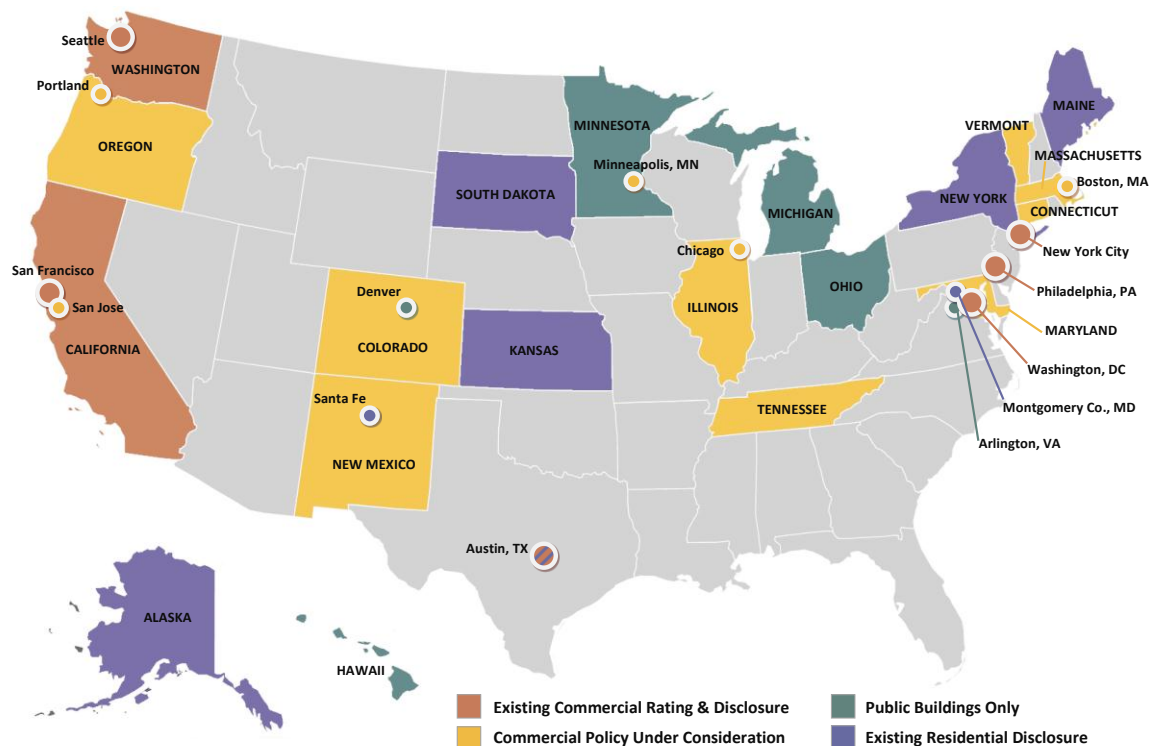 Seattle
WASHINGTON
Portland
OREGON
MINNESOTA
Minneapolis, MN
SOUTH DAKOTA
MICHIGAN
MAINE
VERMONT
MASSACHUSETTS
Boston, MA
NEW YORK
CONNECTICUT
New York City
San Francisco
San Jose
CALIFORNIA
Denver
COLORADO
Chicago
ILLINOIS
OHIO
KANSAS
Philadelphia, PA
MARYLAND
Washington, DC
Montgomery Co., MD
Arlington, VA
Santa Fe
NEW MEXICO
TENNESSEE
Austin, TX
ALASKA
HAWAII
Existing Commercial Rating & Disclosure
Commercial Policy Under Consideration
Public Buildings Only
Existing Residential Disclosure